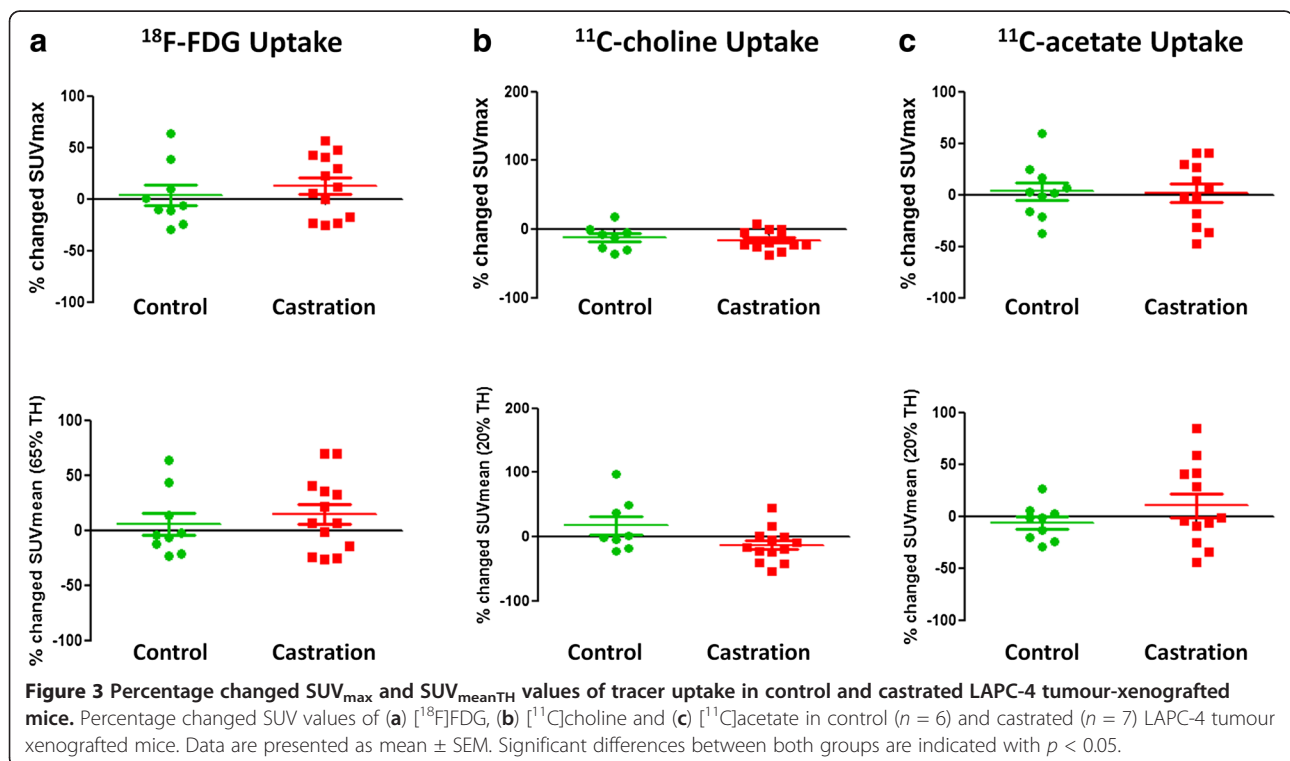 a
¹⁸F-FDG Uptake
% changed SUVmax
100
50
0
-50
-100
Control
Castration
% changed SUVmean (65% TH)
100
50
0
-50
-100
Control
Castration
b
¹¹C-choline Uptake
% changed SUVmax
200
100
0
-100
Control
Castration
% changed SUVmean (20% TH)
200
100
0
-100
Control
Castration
c
¹¹C-acetate Uptake
% changed SUVmax
100
50
0
-50
-100
Control
Castration
% changed SUVmean (20% TH)
100
50
0
-50
-100
Control
Castration
Figure 3 Percentage changed SUVmax and SUVmeanTH values of tracer uptake in control and castrated LAPC-4 tumour-xenografted
mice. Percentage changed SUV values of (a) [¹⁸F]FDG, (b) [¹¹C]choline and (c) [¹¹C]acetate in control (n = 6) and castrated (n = 7) LAPC-4 tumour
xenografted mice. Data are presented as mean ± SEM. Significant differences between both groups are indicated with p < 0.05.